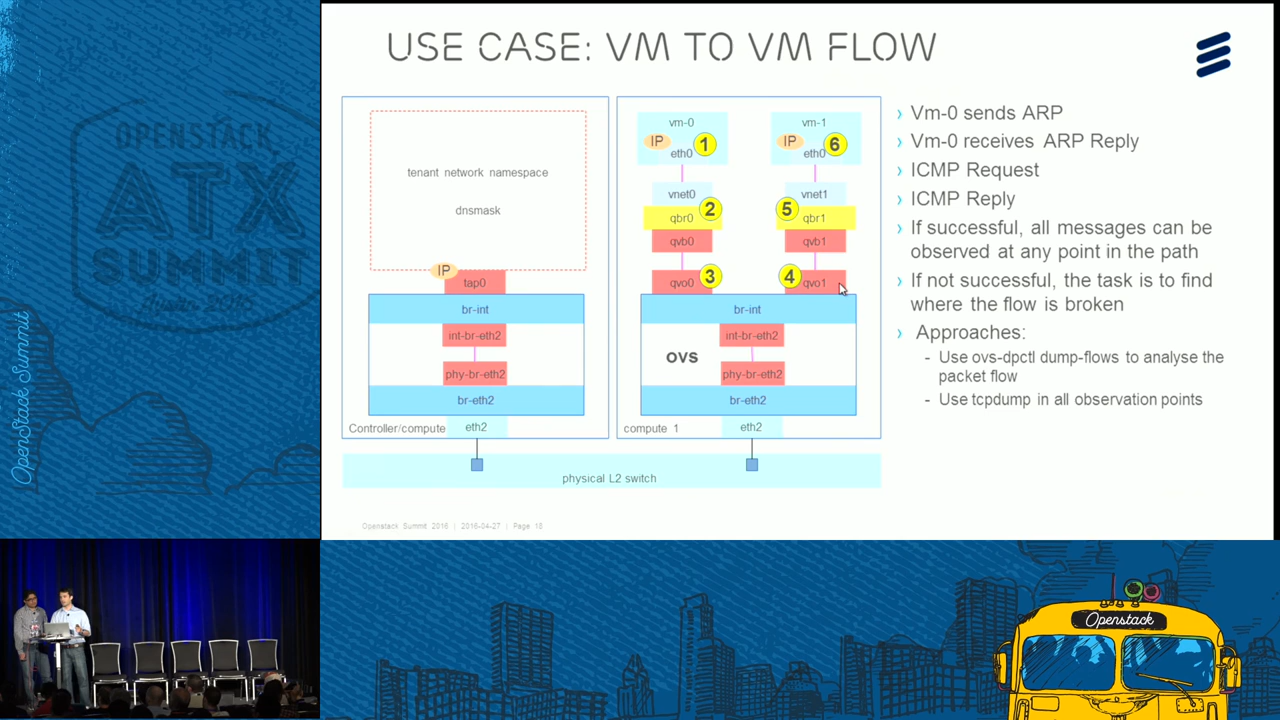 USE CASE: VM TO VM FLOW
tenant network namespace
dnsmask
IP
tap0
br-int
int-br-eth2
phy-br-eth2
br-eth2
Controller/compute
eth2
vm-0
IP
1
eth0
vnet0
2
qbr0
qvb0
3
qvo0
vm-1
IP
6
eth0
vnet1
5
qbr1
qvb1
4
qvo1
br-int
int-br-eth2
ovs
phy-br-eth2
br-eth2
compute 1
eth2
physical L2 switch
› Vm-0 sends ARP
› Vm-0 receives ARP Reply
› ICMP Request
› ICMP Reply
› If successful, all messages can be
observed at any point in the path
› If not successful, the task is to find
where the flow is broken
› Approaches:
- Use ovs-dpctl dump-flows to analyse the
packet flow
- Use tcpdump in all observation points
Openstack Summit 2016 | 2016-04-27 | Page 18
OPENSTACK
ATX
SUMMIT
OpenStack Summit
Openstack